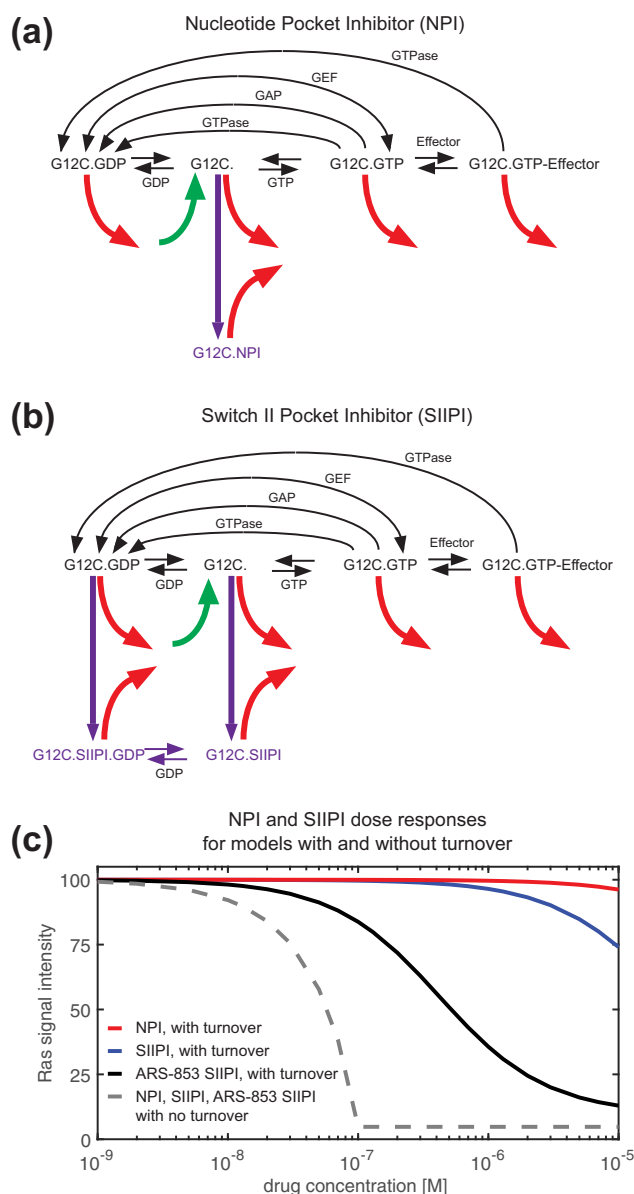 (a)
Nucleotide Pocket Inhibitor (NPI)
GTPase
GEF
GAP
GTPase
G12C.GDP
GDP
G12C.
GTP
G12C.GTP
Effector
G12C.GTP-Effector
G12C.NPI
(b)
Switch II Pocket Inhibitor (SIIPI)
GTPase
GEF
GAP
GTPase
G12C.GDP
GDP
G12C.
GTP
G12C.GTP
Effector
G12C.GTP-Effector
G12C.SIIPI.GDP
GDP
G12C.SIIPI
(c)
NPI and SIIPI dose responses
for models with and without turnover
Ras signal intensity
100
75
50
25
0
NPI, with turnover
SIIPI, with turnover
ARS-853 SIIPI, with turnover
NPI, SIIPI, ARS-853 SIIPI
with no turnover
10⁻⁹
10⁻⁸
10⁻⁷
10⁻⁶
10⁻⁵
drug concentration [M]